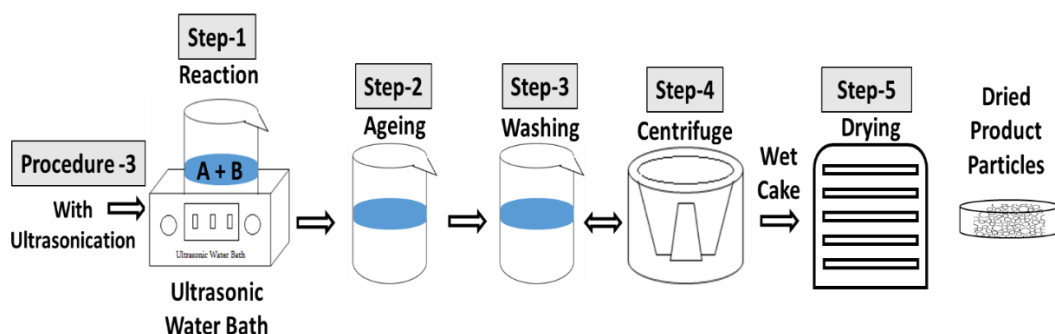 Procedure -3
With
Ultrasonication
Step-1
Reaction
A + B
Ultrasonic Water Bath
Ultrasonic
Water Bath
Step-2
Ageing
Step-3
Washing
Step-4
Centrifuge
Wet
Cake
Step-5
Drying
Dried
Product
Particles